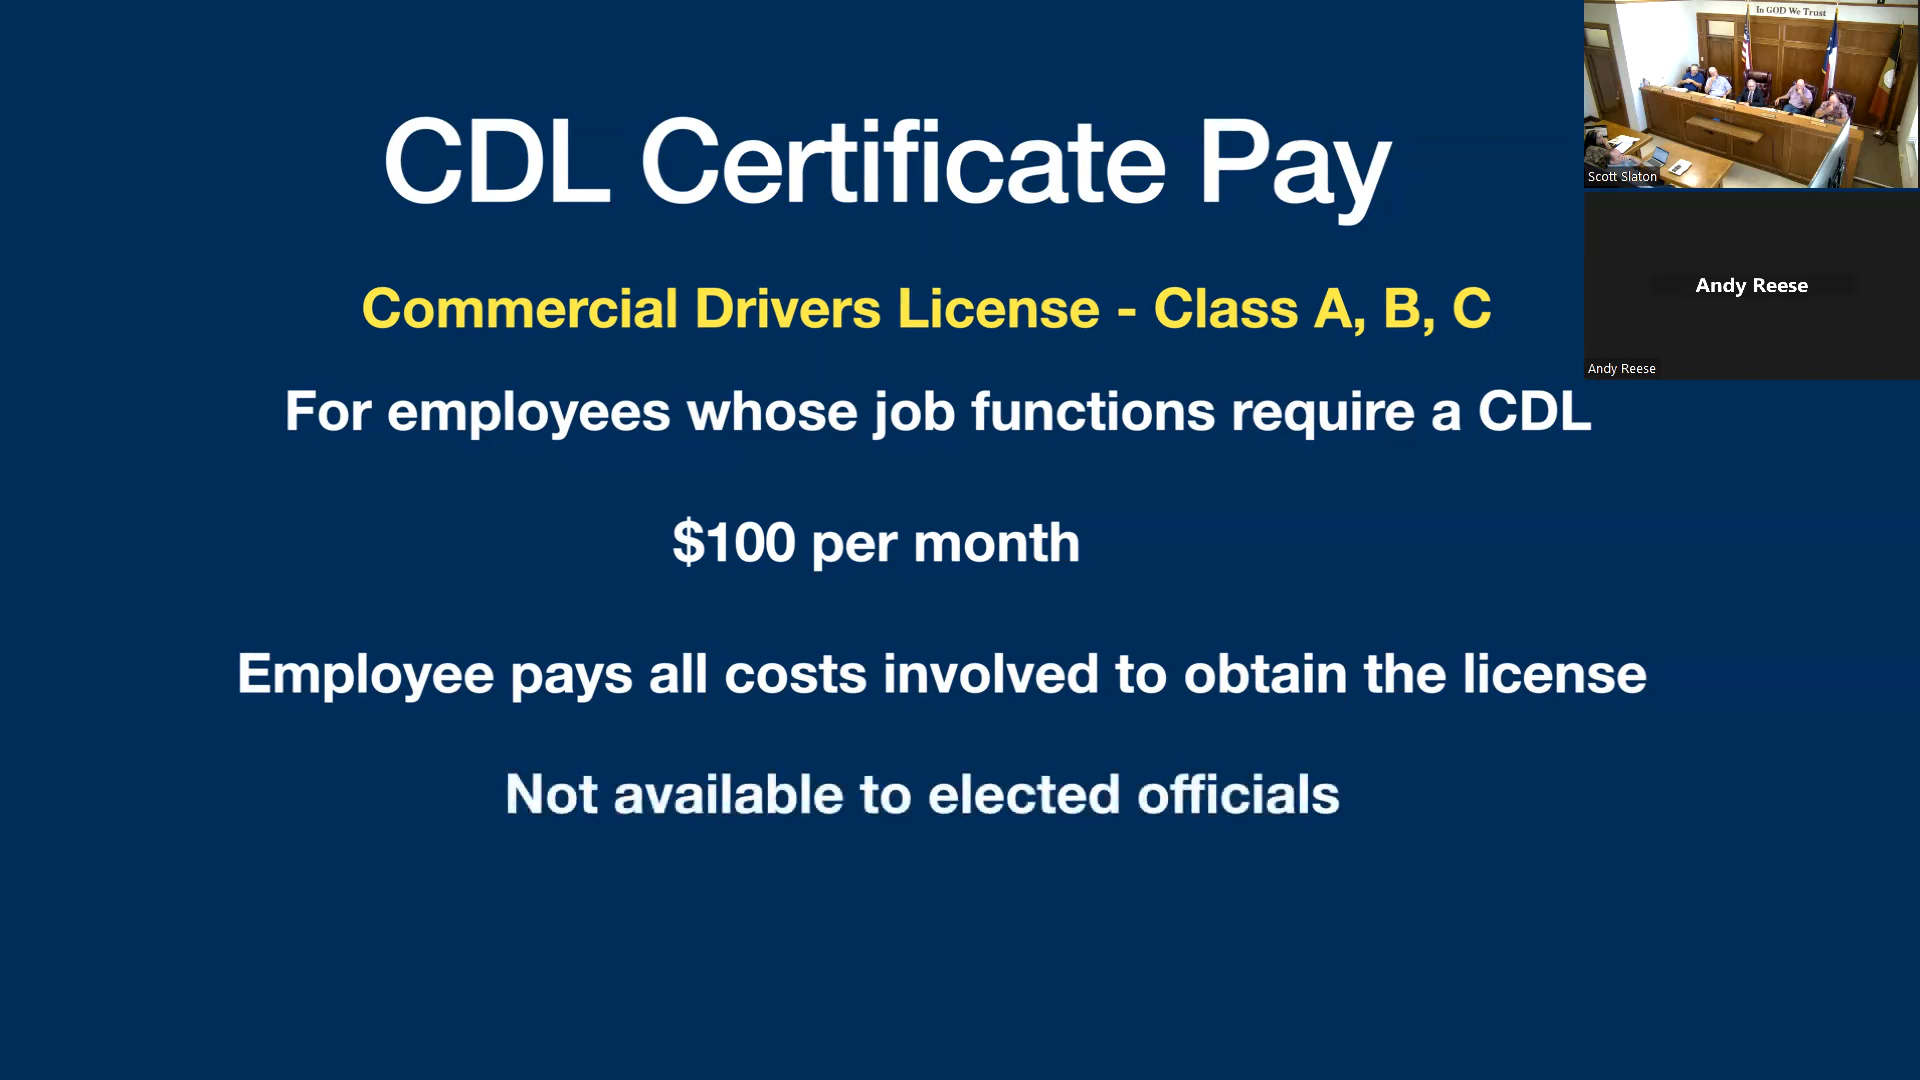 CDL Certificate Pay
Commercial Drivers License - Class A, B, C
For employees whose job functions require a CDL
$100 per month
Employee pays all costs involved to obtain the license
Not available to elected officials
In GOD We Trust
Scott Slaton
Andy Reese
Andy Reese